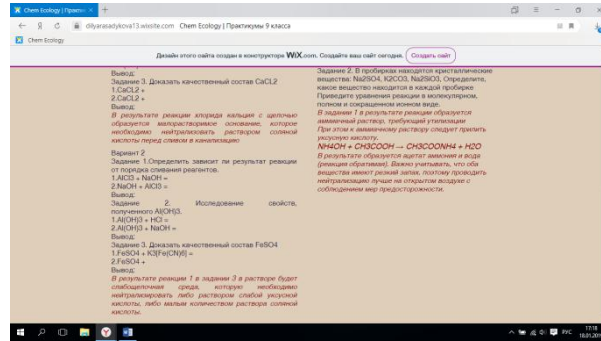 Chem Ecology | Практик
dilyarasadykova13.wixsite.com Chem Ecology | Практикумы 9 класса
Chem Ecology
Дизайн этого сайта создан в конструкторе WiX.com. Создайте ваш сайт сегодня. Создать сайт
Вывод:
Задание 3. Доказать качественный состав CaCL2
1.CaCL2 +
2.CaCL2 +
Вывод:
В результате реакции хлорида кальция с щелочью
образуется малорастворимое основание, которое
необходимо нейтрализовать раствором соляной
кислоты перед сливом в канализацию
Вариант 2
Задание 1.Определить зависит ли результат реакции
от порядка сливания реагентов.
1.AlCl3 + NaOH =
2.NaOH + AlCl3 =
Вывод:
Задание 2. Исследование свойств,
полученного Al(OH)3.
1.Al(OH)3 + HCl =
2.Al(OH)3 + NaOH =
Вывод:
Задание 3. Доказать качественный состав FeSO4
1.FeSO4 + K3[Fe(CN)6] =
2.FeSO4 +
Вывод:
В результате реакции 1 в задании 3 в растворе будет
слабощелочная среда, которую необходимо
нейтрализовать либо раствором слабой уксусной
кислоты, либо малым количеством раствора соляной
кислоты.
Задание 2. В пробирках находятся кристаллические
вещества: Na2SO4, K2CO3, Na2SiO3, Определите,
какое вещество находится в каждой пробирке
Приведите уравнения реакции в молекулярном,
полном и сокращенном ионном виде.
В задании 1 в результате реакции образуется
аммиачный раствор, требующий утилизации
При этом к аммиачному раствору следует прилить
уксусную кислоту.
NH4OH + CH3COOH → CH3COONH4 + H2O
В результате образуется ацетат аммония и вода
(реакция обратимая). Важно учитывать, что оба
вещества имеют резкий запах, поэтому проводить
нейтрализацию лучше на открытом воздухе с
соблюдением мер предосторожности.
РУС
17:18
18.01.201